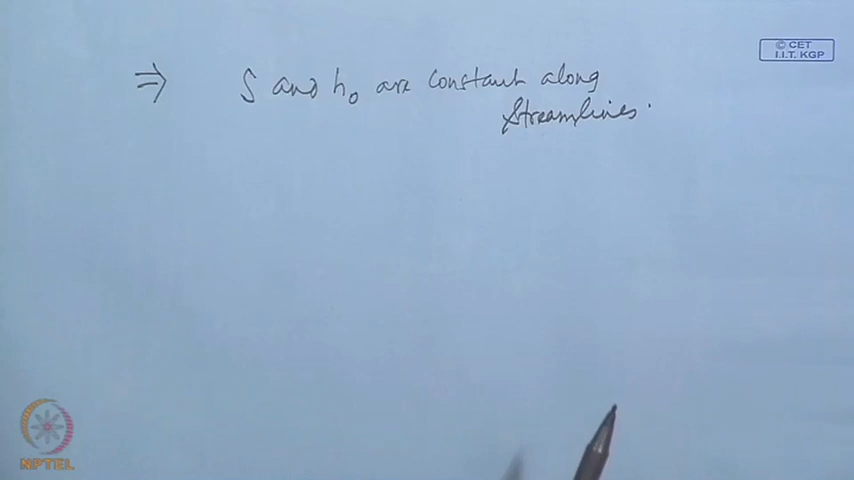 ⇒ S and h₀ are constant along
streamlines.
© CET
I.I.T. KGP
NPTEL